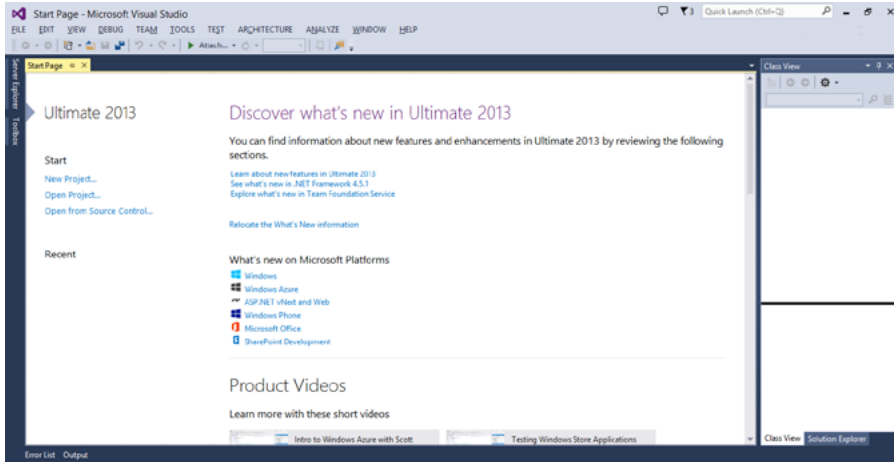 Start Page - Microsoft Visual Studio
3
Quick Launch (Ctrl+Q)
FILE EDIT VIEW DEBUG TEAM TOOLS TEST ARCHITECTURE ANALYZE WINDOW HELP
Attach...
Server Explorer
Toolbox
Start Page
Class View
Ultimate 2013
Discover what's new in Ultimate 2013
You can find information about new features and enhancements in Ultimate 2013 by reviewing the following
sections.
Start
Learn about new features in Ultimate 2013
New Project...
See what's new in .NET Framework 4.5.1
Open Project...
Explore what's new in Team Foundation Service
Open from Source Control...
Relocate the What's New information
Recent
What's new on Microsoft Platforms
Windows
Windows Azure
ASP.NET vNext and Web
Windows Phone
Microsoft Office
SharePoint Development
Product Videos
Learn more with these short videos
Intro to Windows Azure with Scott
Testing Windows Store Applications
Class View Solution Explorer
Error List Output